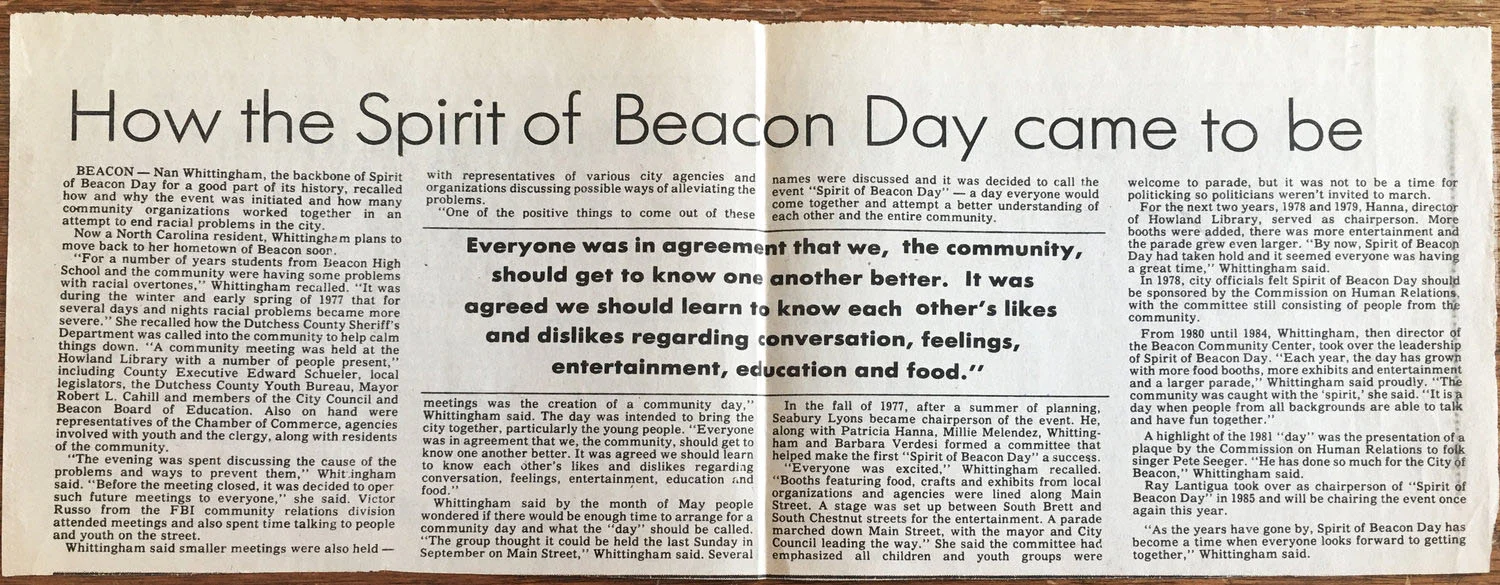 How the Spirit of Beacon Day came to be
BEACON — Nan Whittingham, the backbone of Spirit
of Beacon Day for a good part of its history, recalled
how and why the event was initiated and how many
community organizations worked together in an
attempt to end racial problems in the city.
Now a North Carolina resident, Whittingham plans to
move back to her hometown of Beacon soon.
"For a number of years students from Beacon High
School and the community were having some problems
with racial overtones," Whittingham recalled. "It was
during the winter and early spring of 1977 that for
several days and nights racial problems became more
severe." She recalled how the Dutchess County Sheriff's
Department was called into the community to help calm
things down. "A community meeting was held at the
Howland Library with a number of people present,"
including County Executive Edward Schueler, local
legislators, the Dutchess County Youth Bureau, Mayor
Robert L. Cahill and members of the City Council and
Beacon Board of Education. Also on hand were
representatives of the Chamber of Commerce, agencies
involved with youth and the clergy, along with residents
of the community.
"The evening was spent discussing the cause of the
problems and ways to prevent them," Whittingham
said. "Before the meeting closed, it was decided to open
such future meetings to everyone," she said. Victor
Russo from the FBI community relations division
attended meetings and also spent time talking to people
and youth on the street.
Whittingham said smaller meetings were also held —
with representatives of various city agencies and
organizations discussing possible ways of alleviating the
problems.
"One of the positive things to come out of these
Everyone was in agreement that we, the community,
should get to know one another better. It was
agreed we should learn to know each other's likes
and dislikes regarding conversation, feelings,
entertainment, education and food."
meetings was the creation of a community day,"
Whittingham said. The day was intended to bring the
city together, particularly the young people. "Everyone
was in agreement that we, the community, should get to
know one another better. It was agreed we should learn
to know each other's likes and dislikes regarding
conversation, feelings, entertainment, education and
food."
Whittingham said by the month of May people
wondered if there would be enough time to arrange for a
community day and what the "day" should be called.
"The group thought it could be held the last Sunday in
September on Main Street," Whittingham said. Several
names were discussed and it was decided to call the
event "Spirit of Beacon Day" — a day everyone would
come together and attempt a better understanding of
each other and the entire community.
In the fall of 1977, after a summer of planning,
Seabury Lyons became chairperson of the event. He,
along with Patricia Hanna, Millie Melendez, Whitting-
ham and Barbara Verdesi formed a committee that
helped make the first "Spirit of Beacon Day" a success.
"Everyone was excited," Whittingham recalled.
"Booths featuring food, crafts and exhibits from local
organizations and agencies were lined along Main
Street. A stage was set up between South Brett and
South Chestnut streets for the entertainment. A parade
marched down Main Street, with the mayor and City
Council leading the way." She said the committee had
emphasized all children and youth groups were
welcome to parade, but it was not to be a time for
politicking so politicians weren't invited to march.
For the next two years, 1978 and 1979, Hanna, director
of Howland Library, served as chairperson. More
booths were added, there was more entertainment and
the parade grew even larger. "By now, Spirit of Beacon
Day had taken hold and it seemed everyone was having
a great time," Whittingham said.
In 1978, city officials felt Spirit of Beacon Day should
be sponsored by the Commission on Human Relations,
with the committee still consisting of people from the
community.
From 1980 until 1984, Whittingham, then director of
the Beacon Community Center, took over the leadership
of Spirit of Beacon Day. "Each year, the day has grown
with more food booths, more exhibits and entertainment
and a larger parade," Whittingham said proudly. "The
community was caught with the 'spirit,' she said. "It is a
day when people from all backgrounds are able to talk
and have fun together."
A highlight of the 1981 "day" was the presentation of a
plaque by the Commission on Human Relations to folk
singer Pete Seeger. "He has done so much for the City of
Beacon," Whittingham said.
Ray Lantigua took over as chairperson of "Spirit of
Beacon Day" in 1985 and will be chairing the event once
again this year.
"As the years have gone by, Spirit of Beacon Day has
become a time when everyone looks forward to getting
together," Whittingham said.